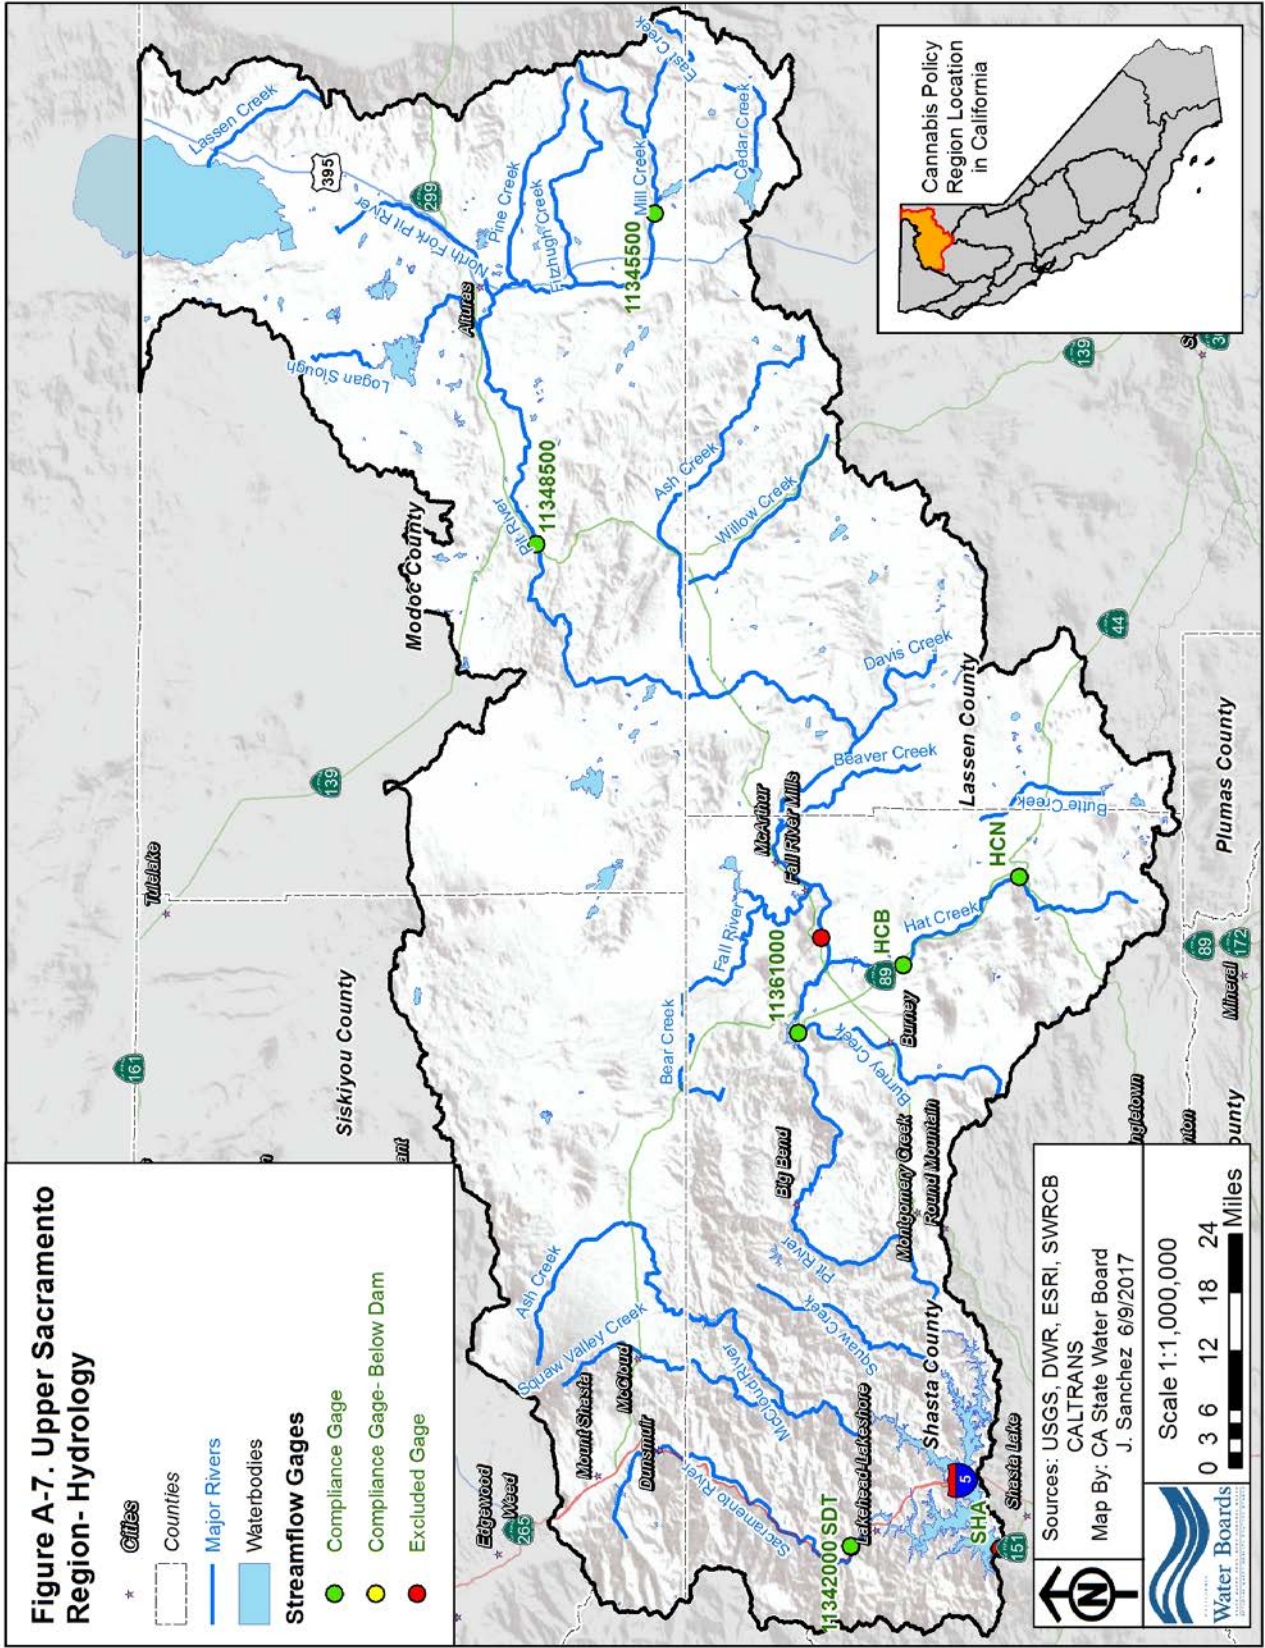 Figure A-7. Upper Sacramento
Region- Hydrology
Cities
Counties
Major Rivers
Waterbodies
Streamflow Gages
Compliance Gage
Compliance Gage- Below Dam
Excluded Gage
161
Tulelake
139
Siskiyou County
Modoc County
Lassen Creek
395
299
North Fork Pit River
Pine Creek
Fitzhugh Creek
Mill Creek
East Creek
Cedar Creek
11345500
Alturas
Logan Slough
Pit River
11348500
Ash Creek
Willow Creek
Davis Creek
Beaver Creek
Lassen County
Butte Creek
McArthur
Fall River Mills
HCN
Hat Creek
HCB
89
Fall River
11361000
Bear Creek
Burney
Burney Creek
Big Bend
Montgomery Creek
Round Mountain
Pit River
Squaw Creek
Ash Creek
Squaw Valley Creek
McCloud River
McCloud
Mount Shasta
Dunsmuir
Edgewood
Weed
265
Sacramento River
11342000 SDT
Lakehead-Lakeshore
Shasta County
5
SHA
Shasta Lake
151
44
139
89
172
Mineral
Plumas County
ant
ngletown
nton
ounty
S
Cannabis Policy
Region Location
in California
N
Sources: USGS, DWR, ESRI, SWRCB
CALTRANS
Map By: CA State Water Board
J. Sanchez 6/9/2017
Water Boards
Scale 1:1,000,000
0 3 6 12 18 24
Miles